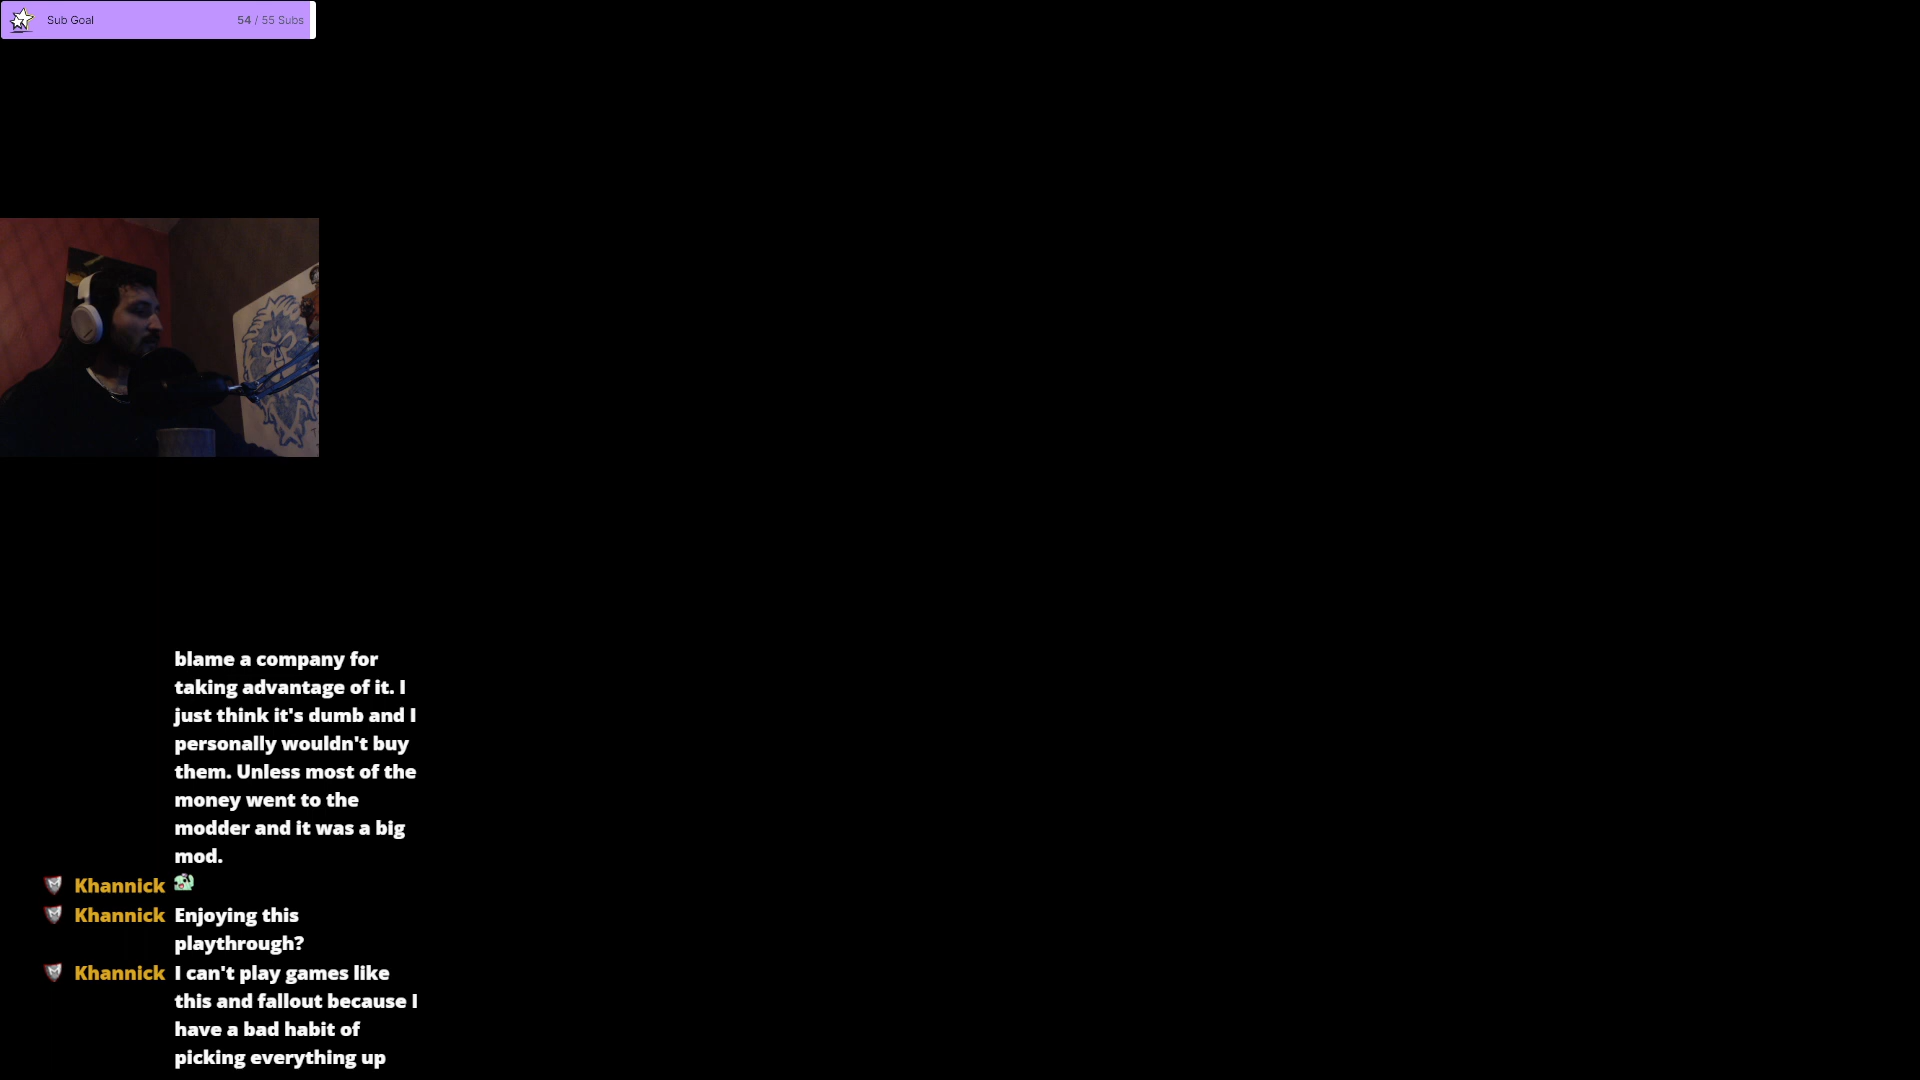 Sub Goal 54 / 55 Subs
blame a company for
taking advantage of it. I
just think it's dumb and I
personally wouldn't buy
them. Unless most of the
money went to the
modder and it was a big
mod.
Khannick
Khannick Enjoying this
playthrough?
Khannick I can't play games like
this and fallout because I
have a bad habit of
picking everything up